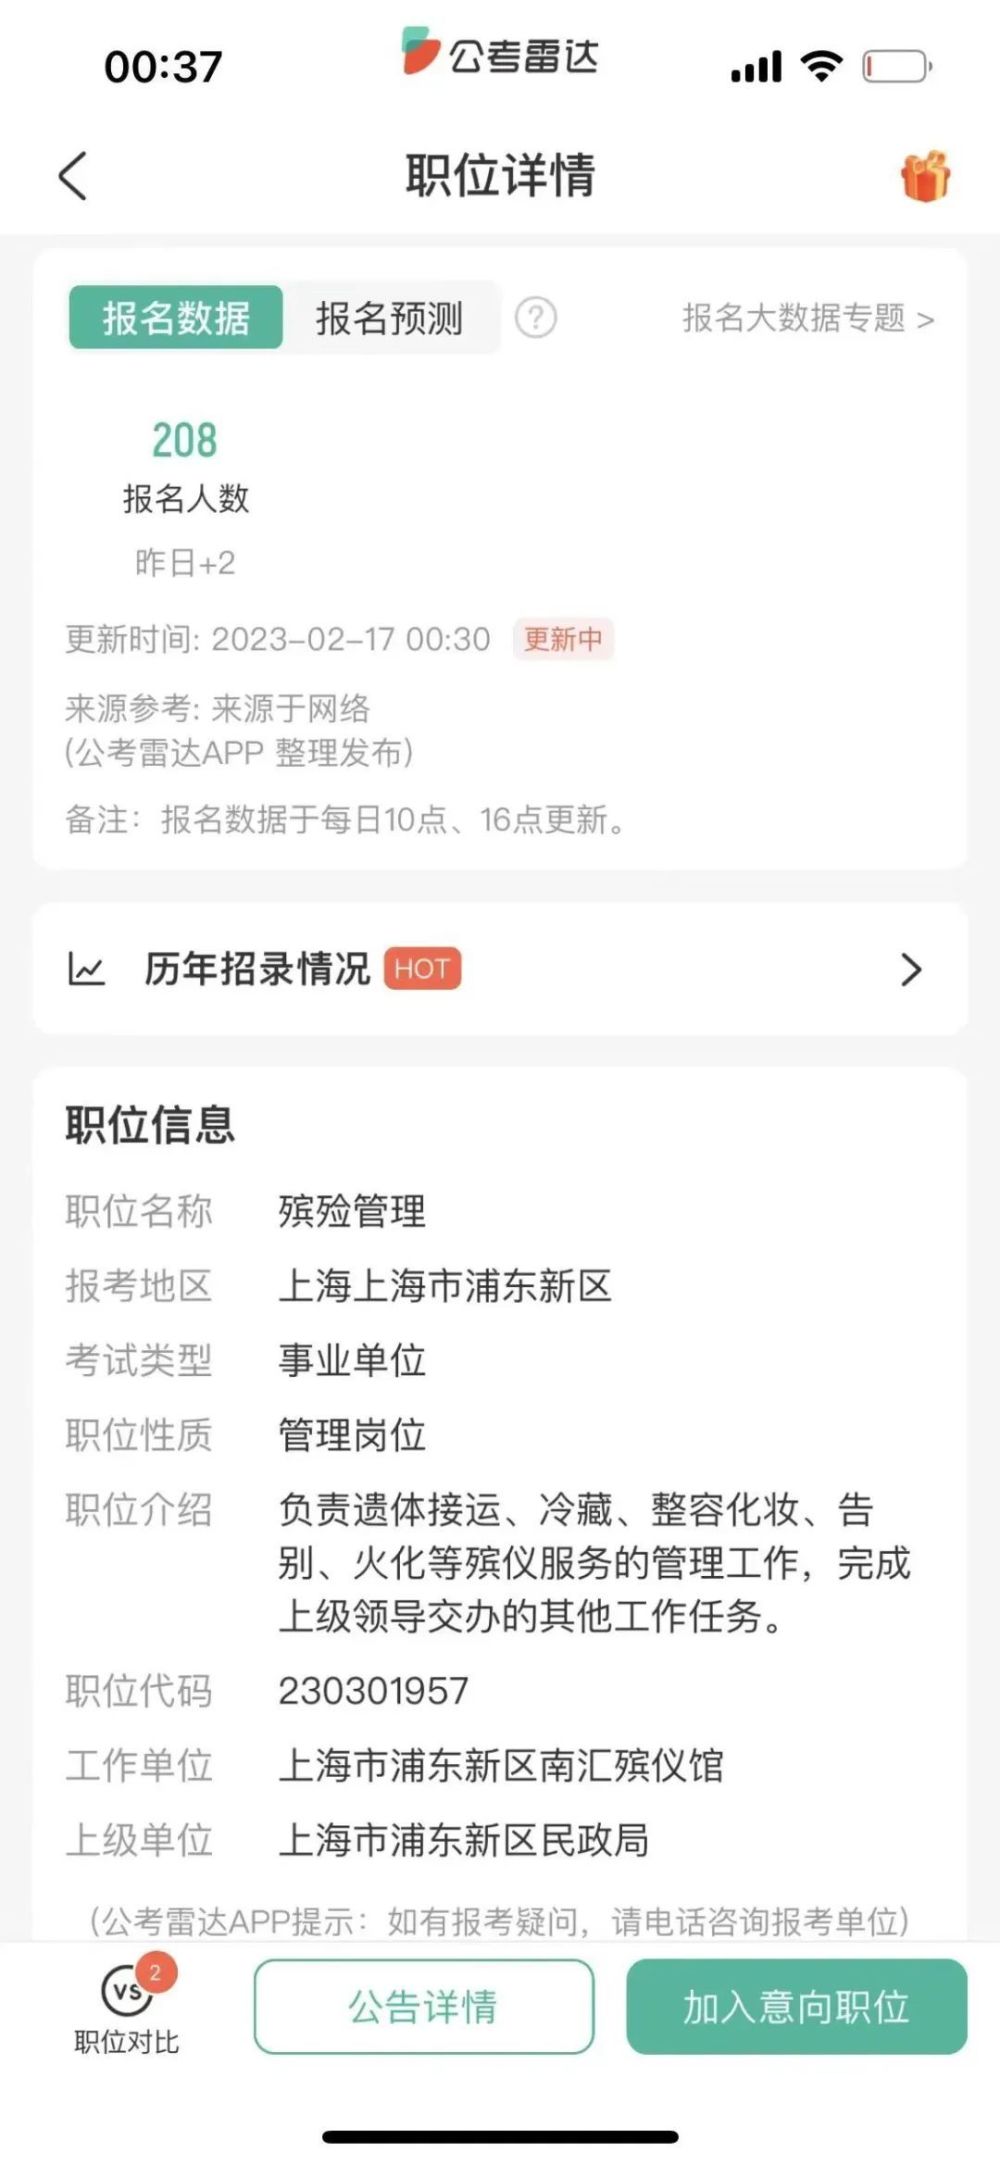 00:37
公考雷达
职位详情
报名数据 报名预测 ? 报名大数据专题 >
208
报名人数
昨日+2
更新时间: 2023-02-17 00:30 更新中
来源参考: 来源于网络
(公考雷达APP 整理发布)
备注：报名数据于每日10点、16点更新。
历年招录情况 HOT
职位信息
职位名称 殡殓管理
报考地区 上海上海市浦东新区
考试类型 事业单位
职位性质 管理岗位
职位介绍 负责遗体接运、冷藏、整容化妆、告
别、火化等殡仪服务的管理工作，完成
上级领导交办的其他工作任务。
职位代码 230301957
工作单位 上海市浦东新区南汇殡仪馆
上级单位 上海市浦东新区民政局
(公考雷达APP提示：如有报考疑问，请电话咨询报考单位)
VS 2
职位对比
公告详情
加入意向职位